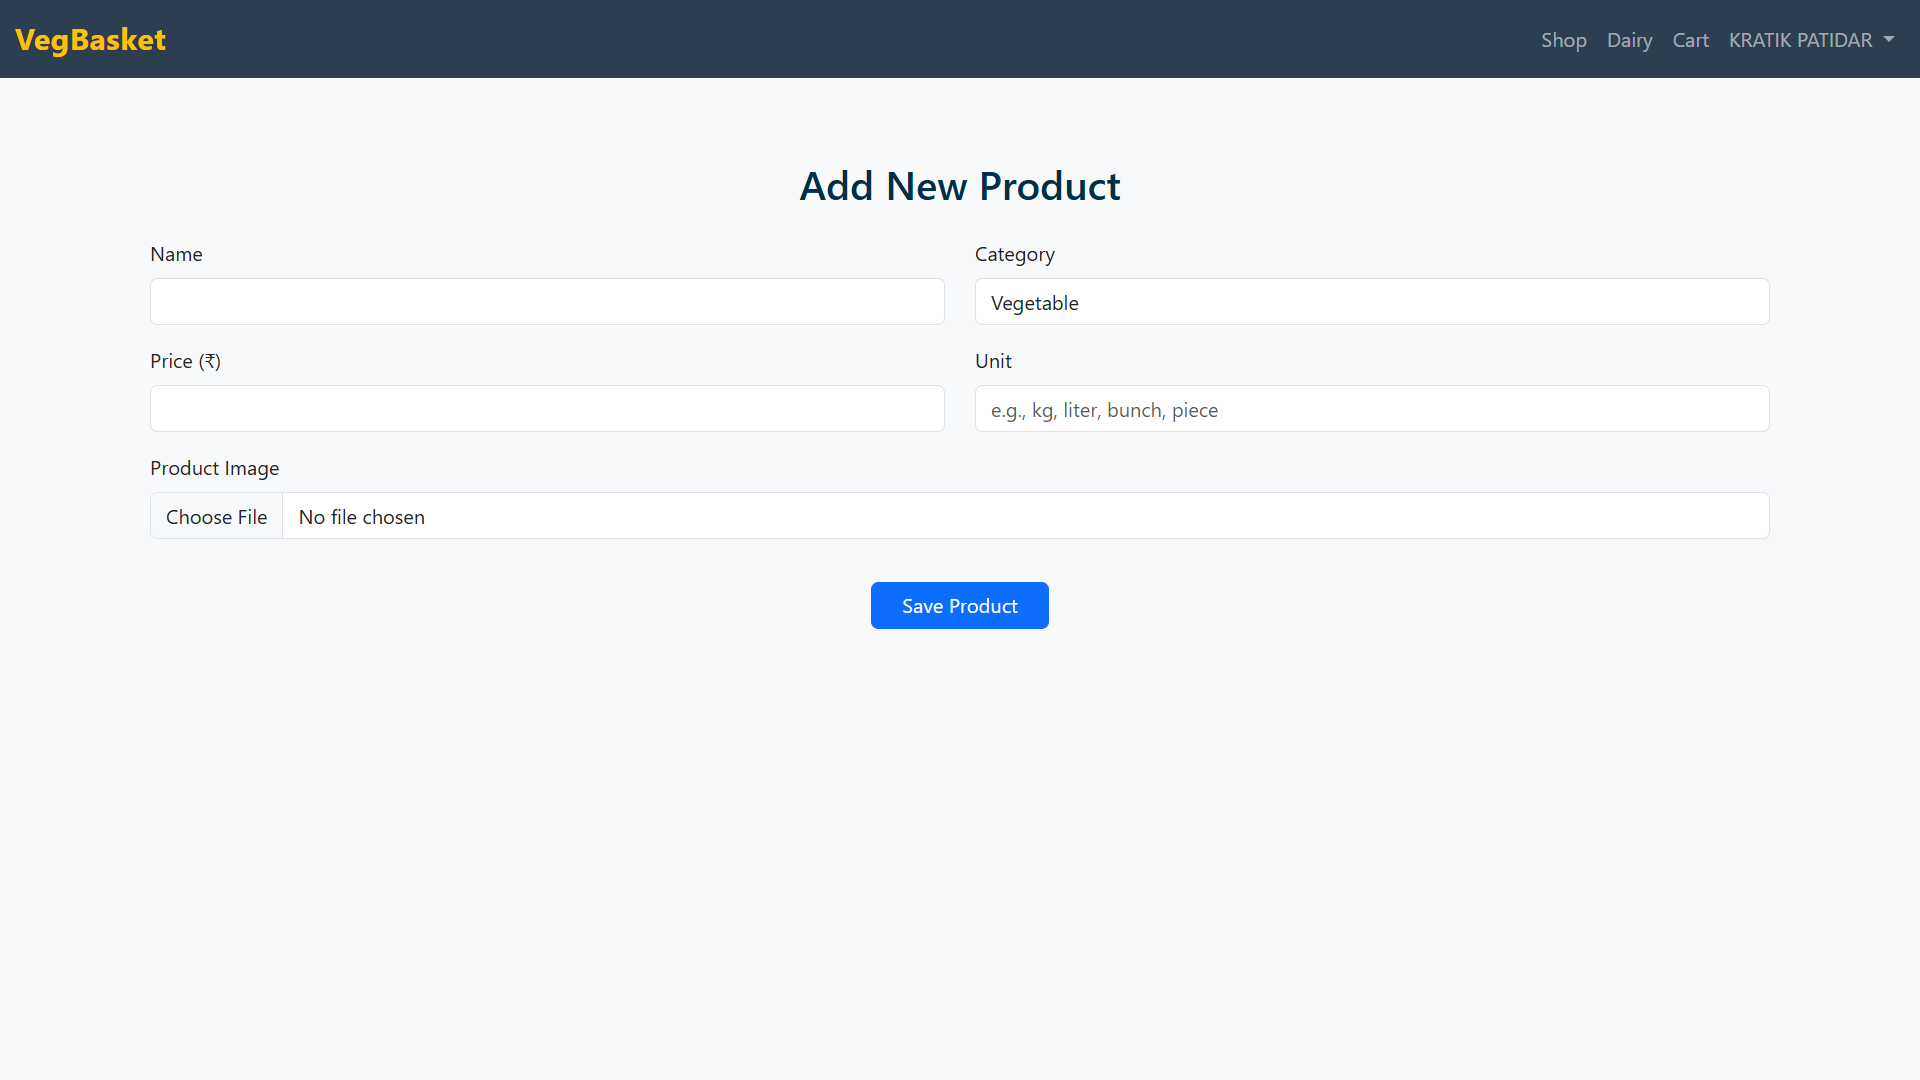 VegBasket
Shop Dairy Cart KRATIK PATIDAR
Add New Product
Name
Category
Vegetable
Price (₹)
Unit
e.g., kg, liter, bunch, piece
Product Image
Choose File No file chosen
Save Product